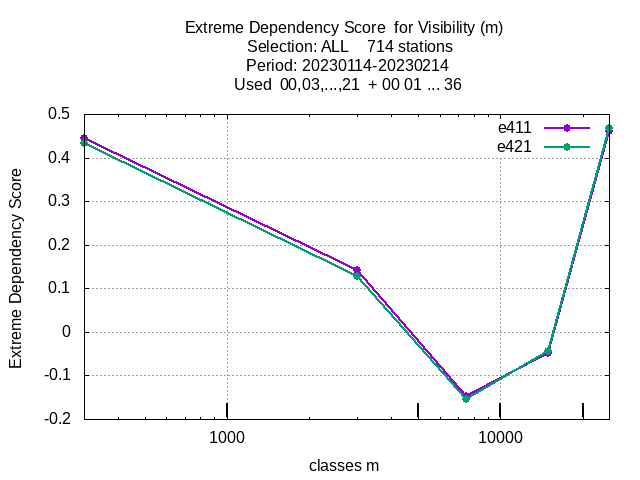 Extreme Dependency Score  for Visibility (m)
Selection: ALL    714 stations
Period: 20230114-20230214
Used  00,03,...,21  + 00 01 ... 36
e411
e421
Extreme Dependency Score
0.5
0.4
0.3
0.2
0.1
0
-0.1
-0.2
1000
10000
classes m